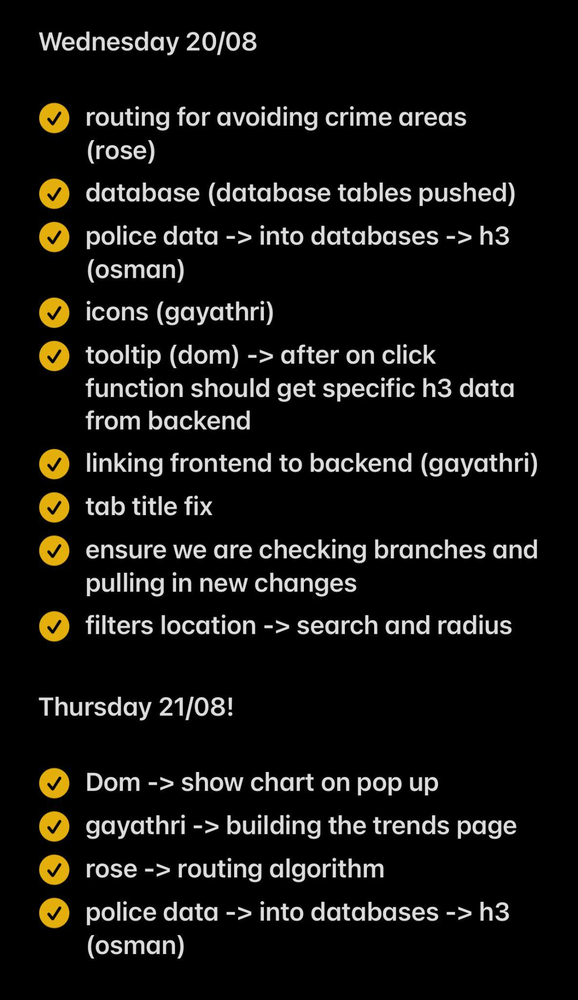 Wednesday 20/08
routing for avoiding crime areas
(rose)
database (database tables pushed)
police data -> into databases -> h3
(osman)
icons (gayathri)
tooltip (dom) -> after on click
function should get specific h3 data
from backend
linking frontend to backend (gayathri)
tab title fix
ensure we are checking branches and
pulling in new changes
filters location -> search and radius
Thursday 21/08!
Dom -> show chart on pop up
gayathri -> building the trends page
rose -> routing algorithm
police data -> into databases -> h3
(osman)